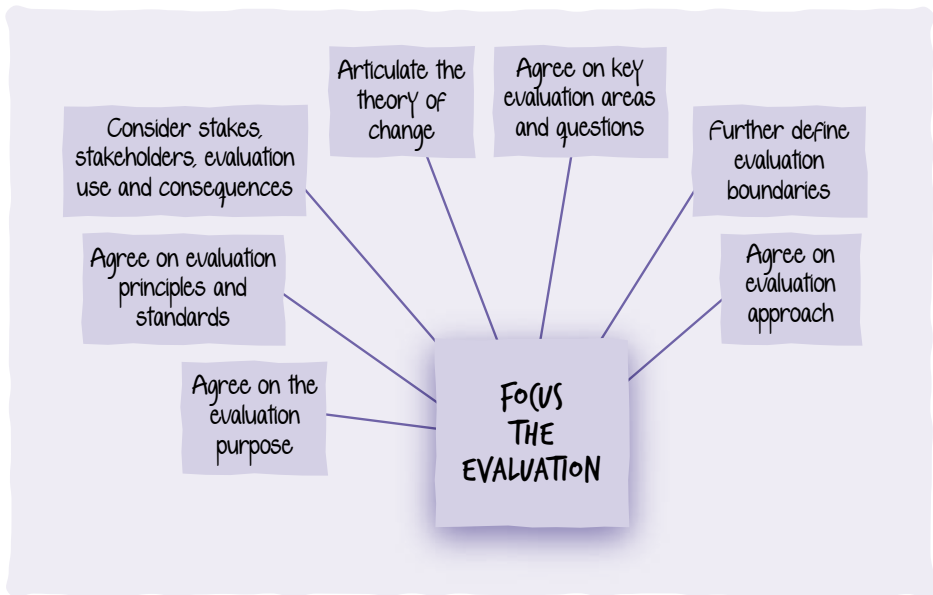 Articulate the
theory of
change
Agree on key
evaluation areas
and questions
Consider stakes,
stakeholders, evaluation
use and consequences
Further define
evaluation
boundaries
Agree on evaluation
principles and
standards
Agree on
evaluation
approach
Agree on the
evaluation
purpose
FOCUS
THE
EVALUATION